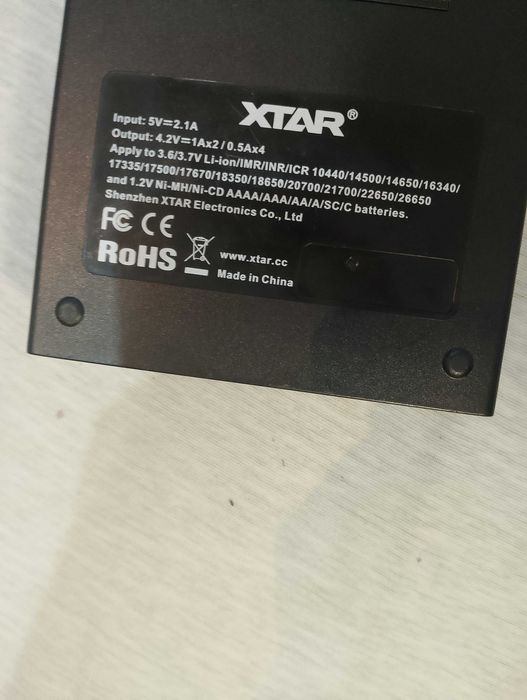 XTAR®
Input: 5V⎓2.1A
Output: 4.2V⎓1Ax2 / 0.5Ax4
Apply to 3.6/3.7V Li-ion/IMR/INR/ICR 10440/14500/14650/16340/
17335/17500/17670/18350/18650/20700/21700/22650/26650
and 1.2V Ni-MH/Ni-CD AAAA/AAA/AA/A/SC/C batteries.
Shenzhen XTAR Electronics Co., Ltd
FC CE
RoHS
www.xtar.cc
Made in China